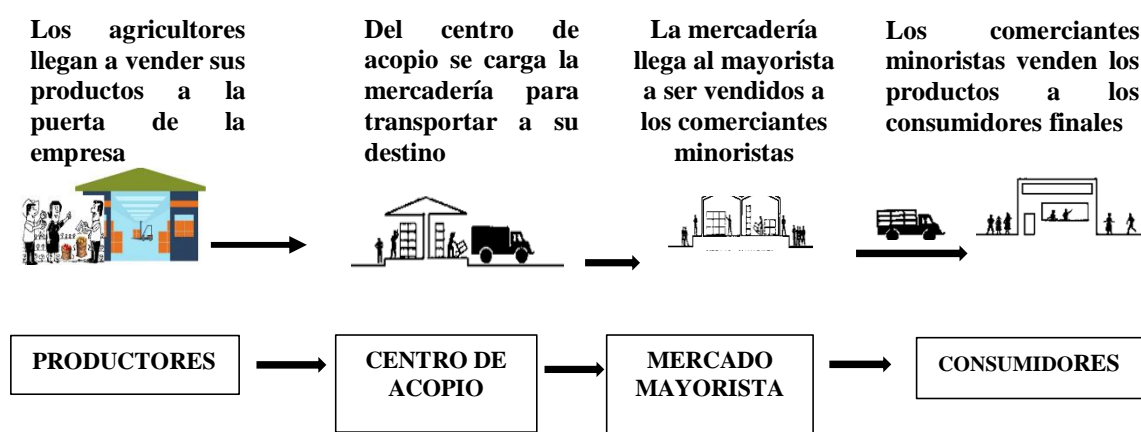 Los agricultores
llegan a vender sus
productos a la
puerta de la
empresa
Del centro de
acopio se carga la
mercadería para
transportar a su
destino
La mercadería
llega al mayorista
a ser vendidos a
los comerciantes
minoristas
Los comerciantes
minoristas venden los
productos a los
consumidores finales
PRODUCTORES
CENTRO DE
ACOPIO
MERCADO
MAYORISTA
CONSUMIDORES